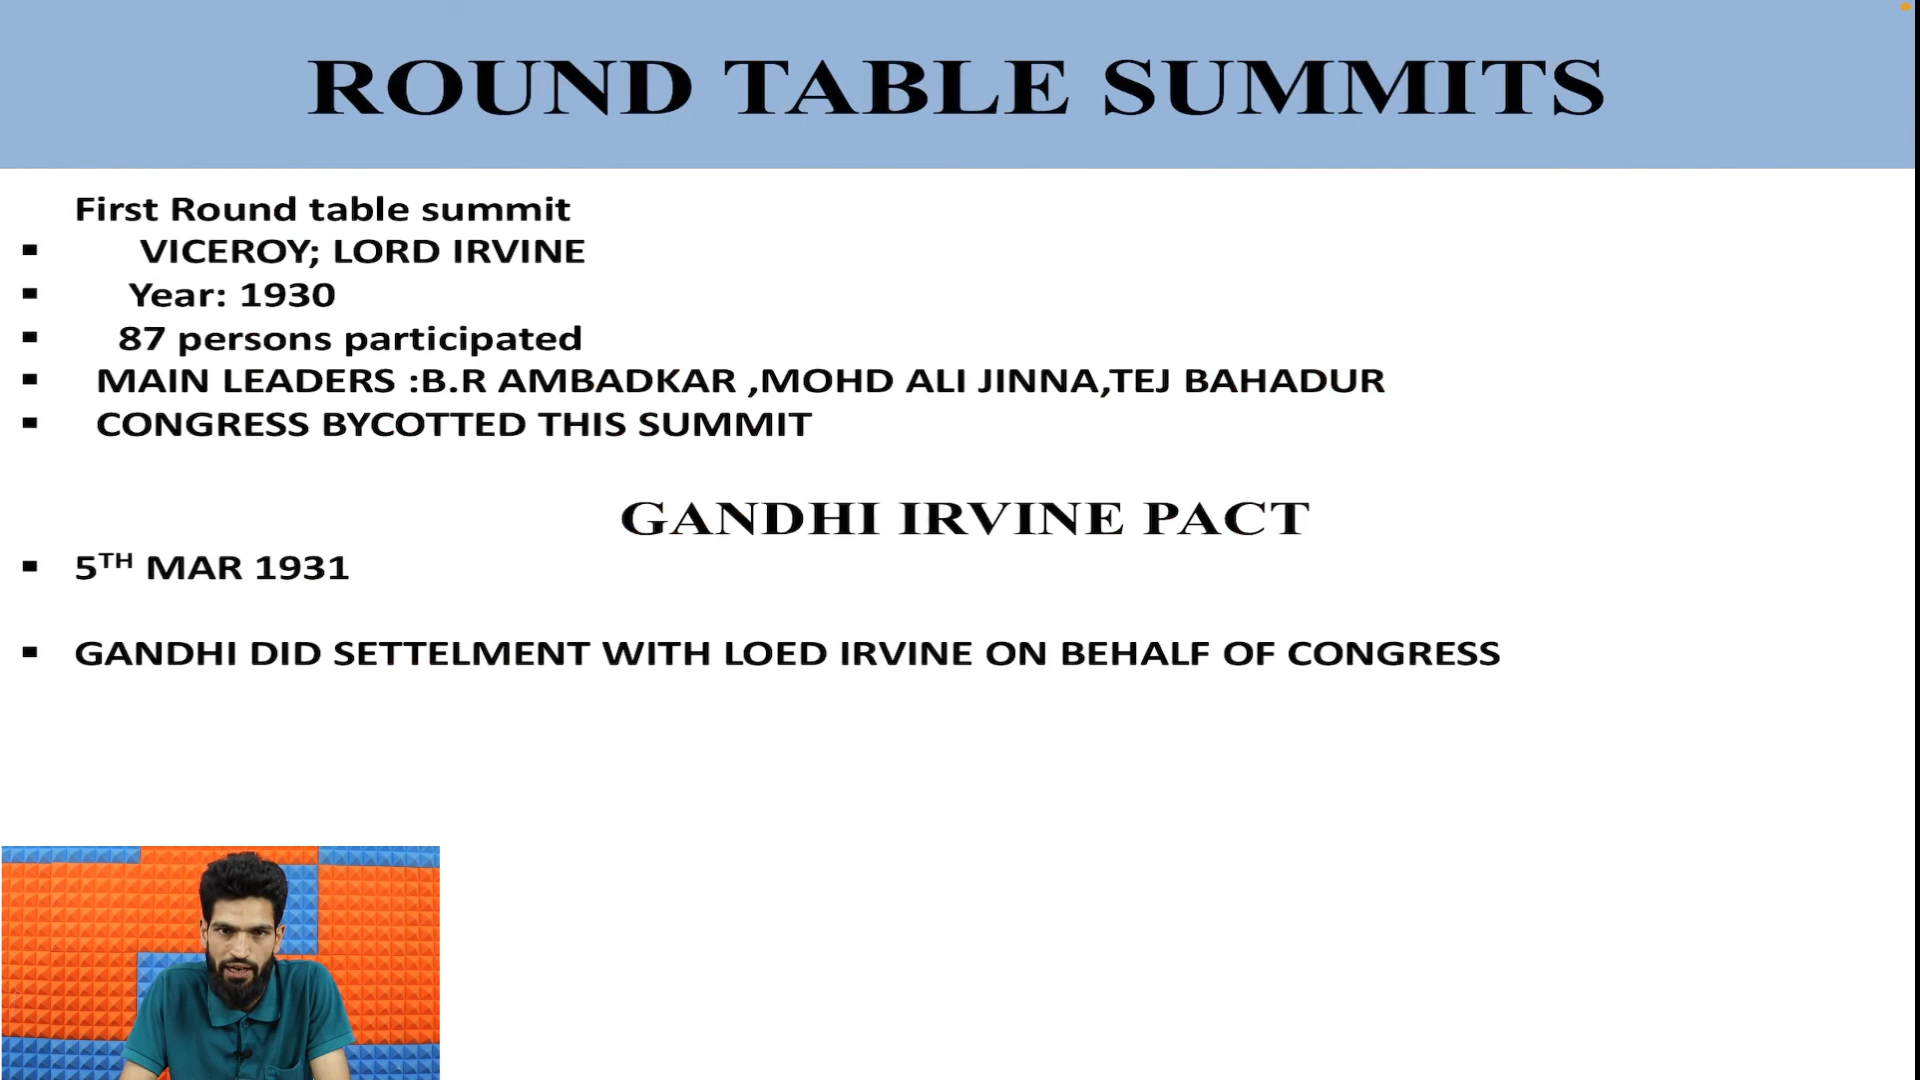 ROUND TABLE SUMMITS
First Round table summit
▪ VICEROY; LORD IRVINE
▪ Year: 1930
▪ 87 persons participated
▪ MAIN LEADERS :B.R AMBADKAR ,MOHD ALI JINNA,TEJ BAHADUR
▪ CONGRESS BYCOTTED THIS SUMMIT
GANDHI IRVINE PACT
▪ 5TH MAR 1931
▪ GANDHI DID SETTELMENT WITH LOED IRVINE ON BEHALF OF CONGRESS